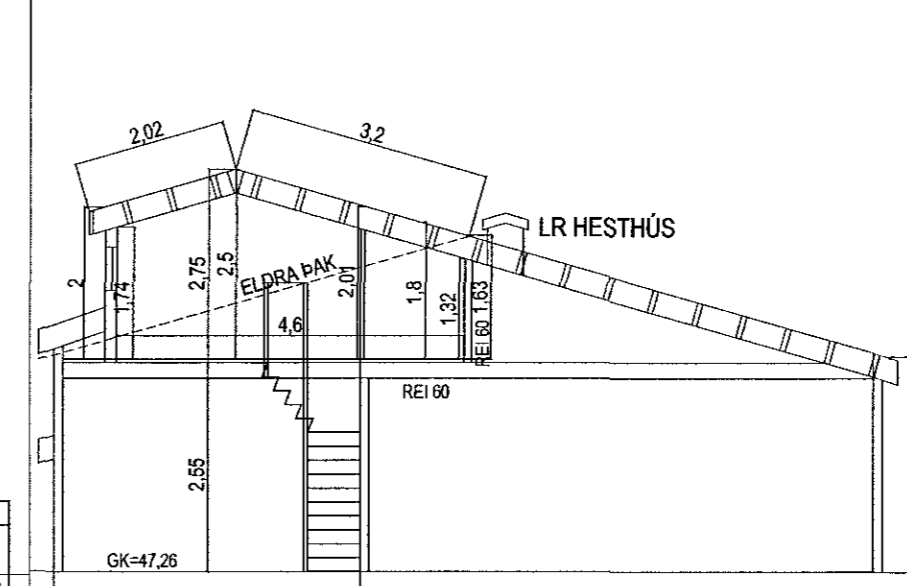 2,02
3,2
LR HESTHÚS
2
1,74
2,75
2,5
ELDRA ÞAK
4,6
2,01
1,8
1,32
REI 60 1,63
REI 60
2,55
GK=47,26